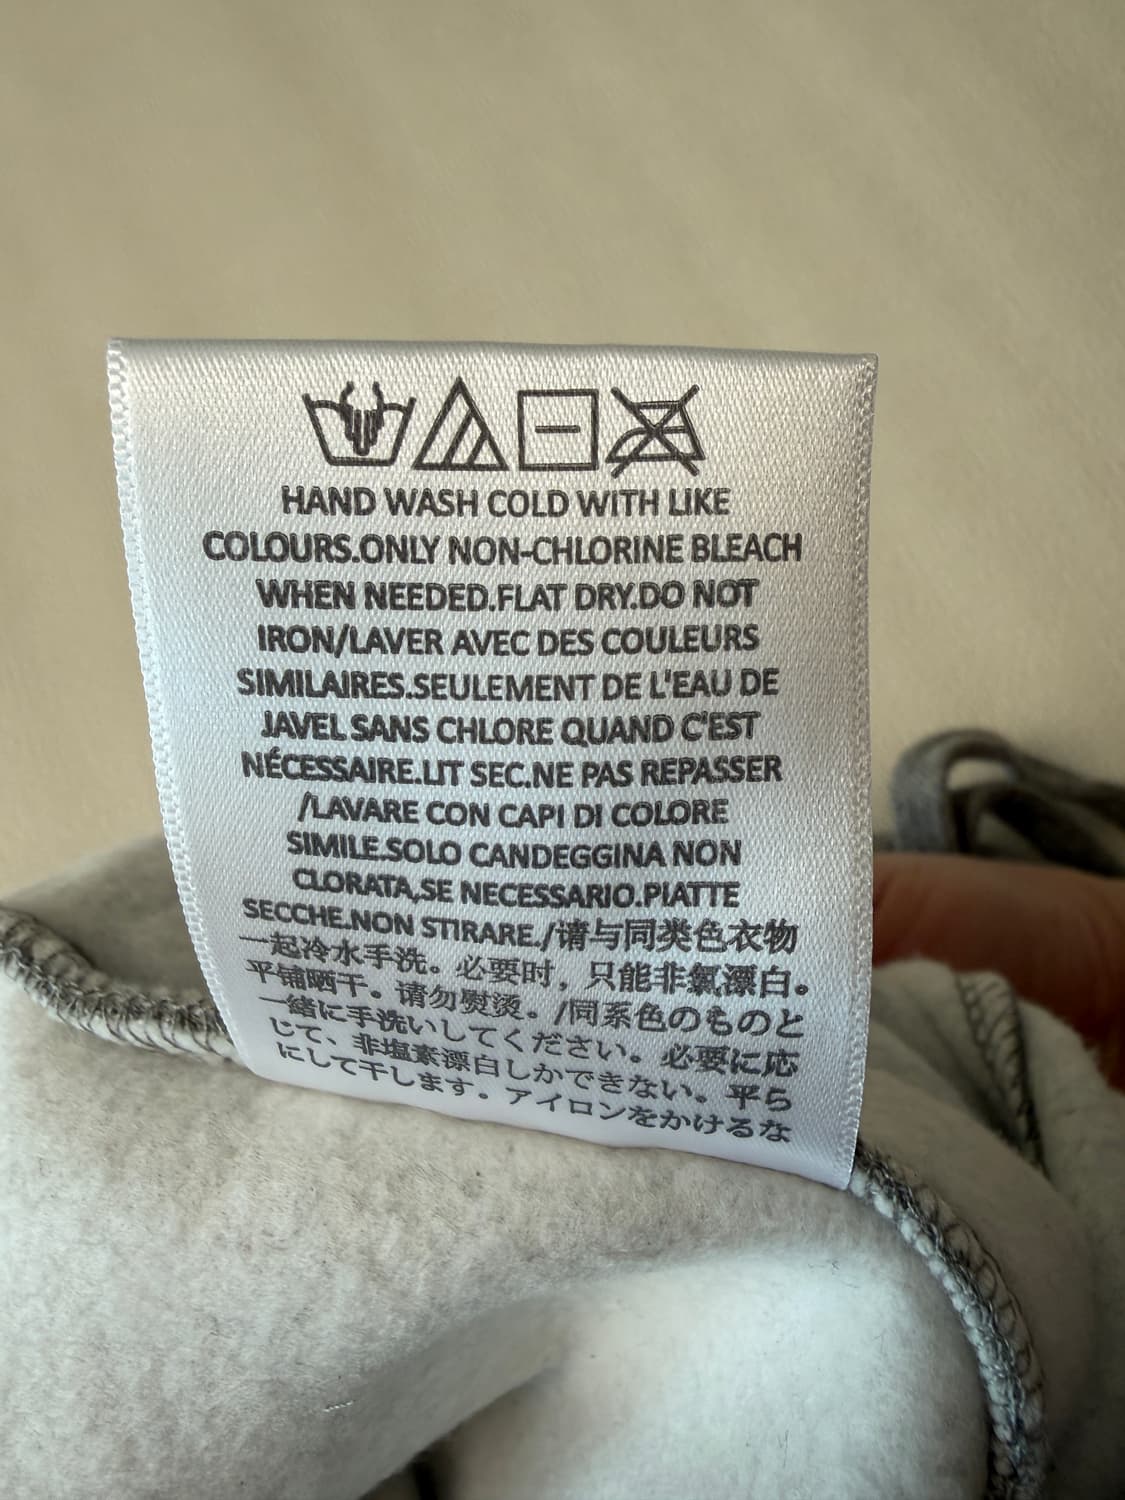 HAND WASH COLD WITH LIKE
COLOURS.ONLY NON-CHLORINE BLEACH
WHEN NEEDED.FLAT DRY.DO NOT
IRON/LAVER AVEC DES COULEURS
SIMILAIRES.SEULEMENT DE L'EAU DE
JAVEL SANS CHLORE QUAND C'EST
NÉCESSAIRE.LIT SEC.NE PAS REPASSER
/LAVARE CON CAPI DI COLORE
SIMILE.SOLO CANDEGGINA NON
CLORATA,SE NECESSARIO.PIATTE
SECCHE.NON STIRARE./请与同类色衣物
一起冷水手洗。必要时，只能非氯漂白。
平铺晒干。请勿熨烫。/同系色のものと
一緒に手洗いしてください。必要に応
じて、非塩素漂白しかできない。平ら
にして干します。アイロンをかけるな